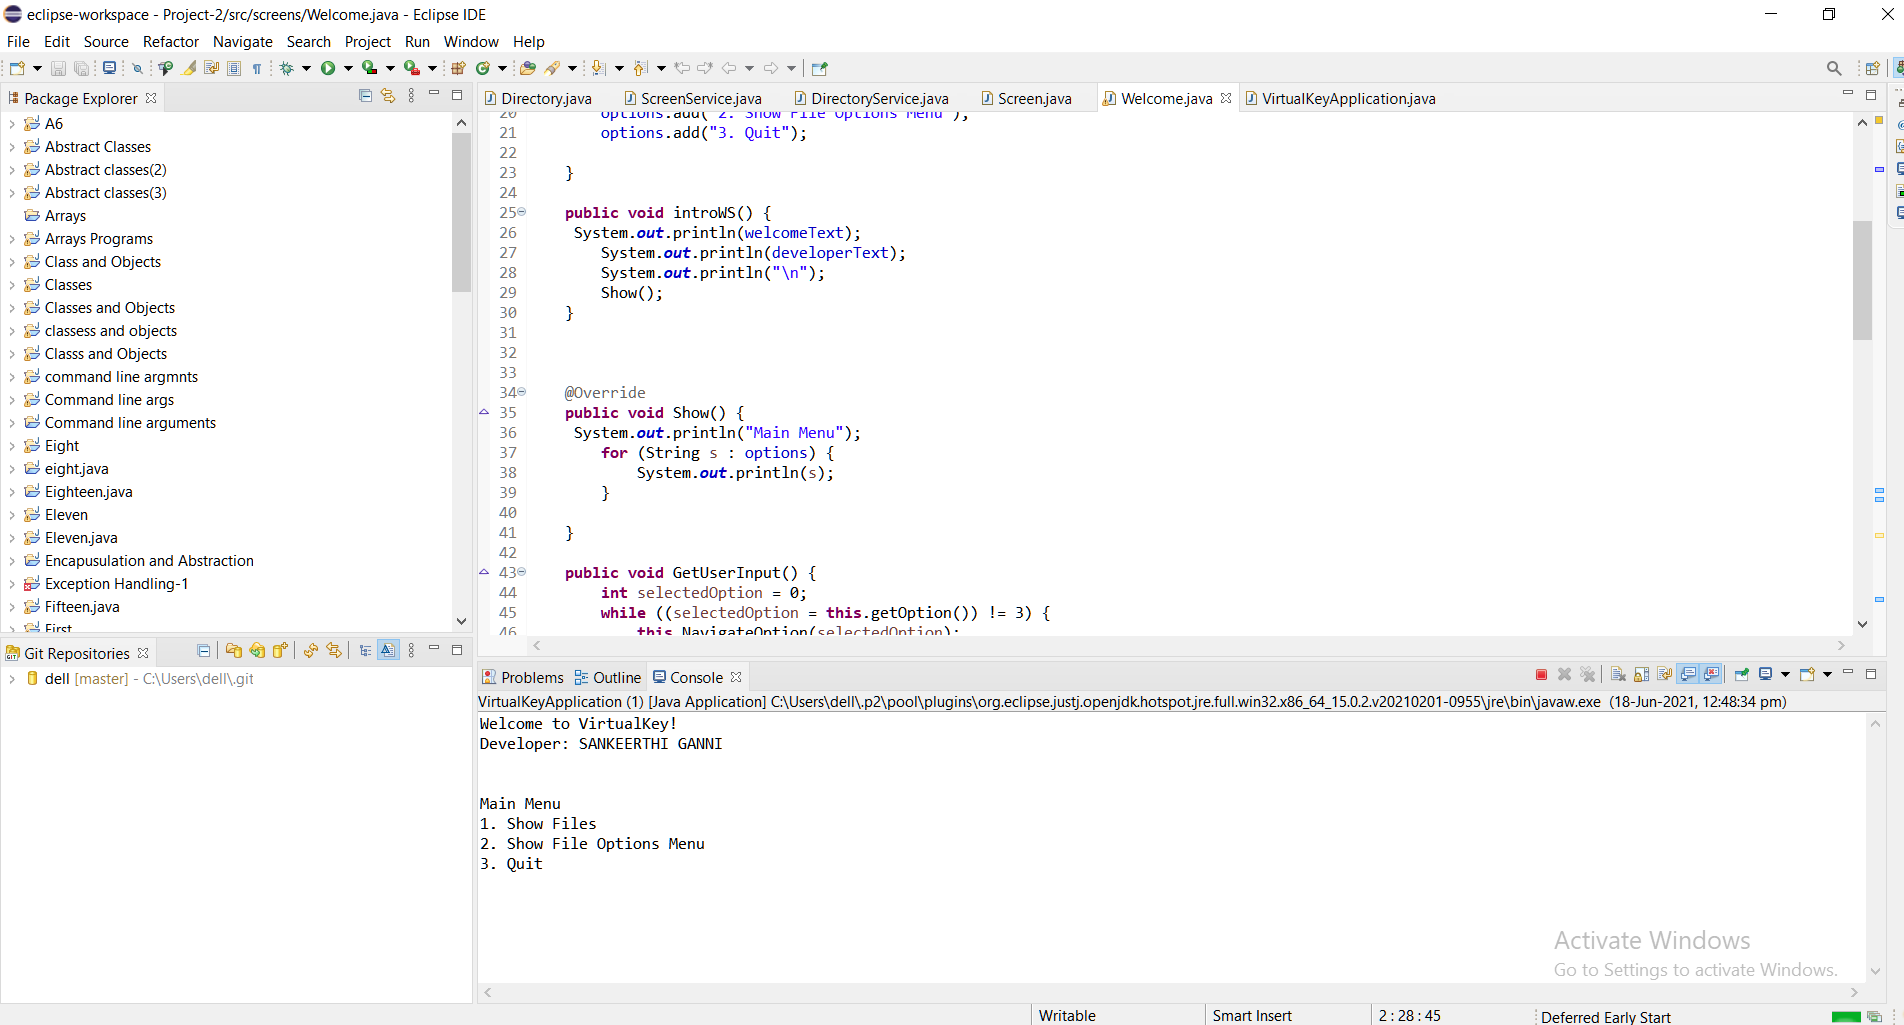 eclipse-workspace - Project-2/src/screens/Welcome.java - Eclipse IDE
File Edit Source Refactor Navigate Search Project Run Window Help
Package Explorer
A6
Abstract Classes
Abstract classes(2)
Abstract classes(3)
Arrays
Arrays Programs
Class and Objects
Classes
Classes and Objects
classess and objects
Classs and Objects
command line argmnts
Command line args
Command line arguments
Eight
eight.java
Eighteen.java
Eleven
Eleven.java
Encapusulation and Abstraction
Exception Handling-1
Fifteen.java
First
Git Repositories
dell [master] - C:\Users\dell\.git
Directory.java ScreenService.java DirectoryService.java Screen.java Welcome.java VirtualKeyApplication.java
20 options.add("2. Show File Options Menu");
21 options.add("3. Quit");
22
23 }
24
25 public void introWS() {
26 System.out.println(welcomeText);
27 System.out.println(developerText);
28 System.out.println("\n");
29 Show();
30 }
31
32
33
34 @Override
35 public void Show() {
36 System.out.println("Main Menu");
37 for (String s : options) {
38 System.out.println(s);
39 }
40
41 }
42
43 public void GetUserInput() {
44 int selectedOption = 0;
45 while ((selectedOption = this.getOption()) != 3) {
46 this.NavigateOption(selectedOption);
Problems Outline Console
VirtualKeyApplication (1) [Java Application] C:\Users\dell\.p2\pool\plugins\org.eclipse.justj.openjdk.hotspot.jre.full.win32.x86_64_15.0.2.v20210201-0955\jre\bin\javaw.exe (18-Jun-2021, 12:48:34 pm)
Welcome to VirtualKey!
Developer: SANKEERTHI GANNI
Main Menu
1. Show Files
2. Show File Options Menu
3. Quit
Activate Windows
Go to Settings to activate Windows.
Writable Smart Insert 2 : 28 : 45 Deferred Early Start